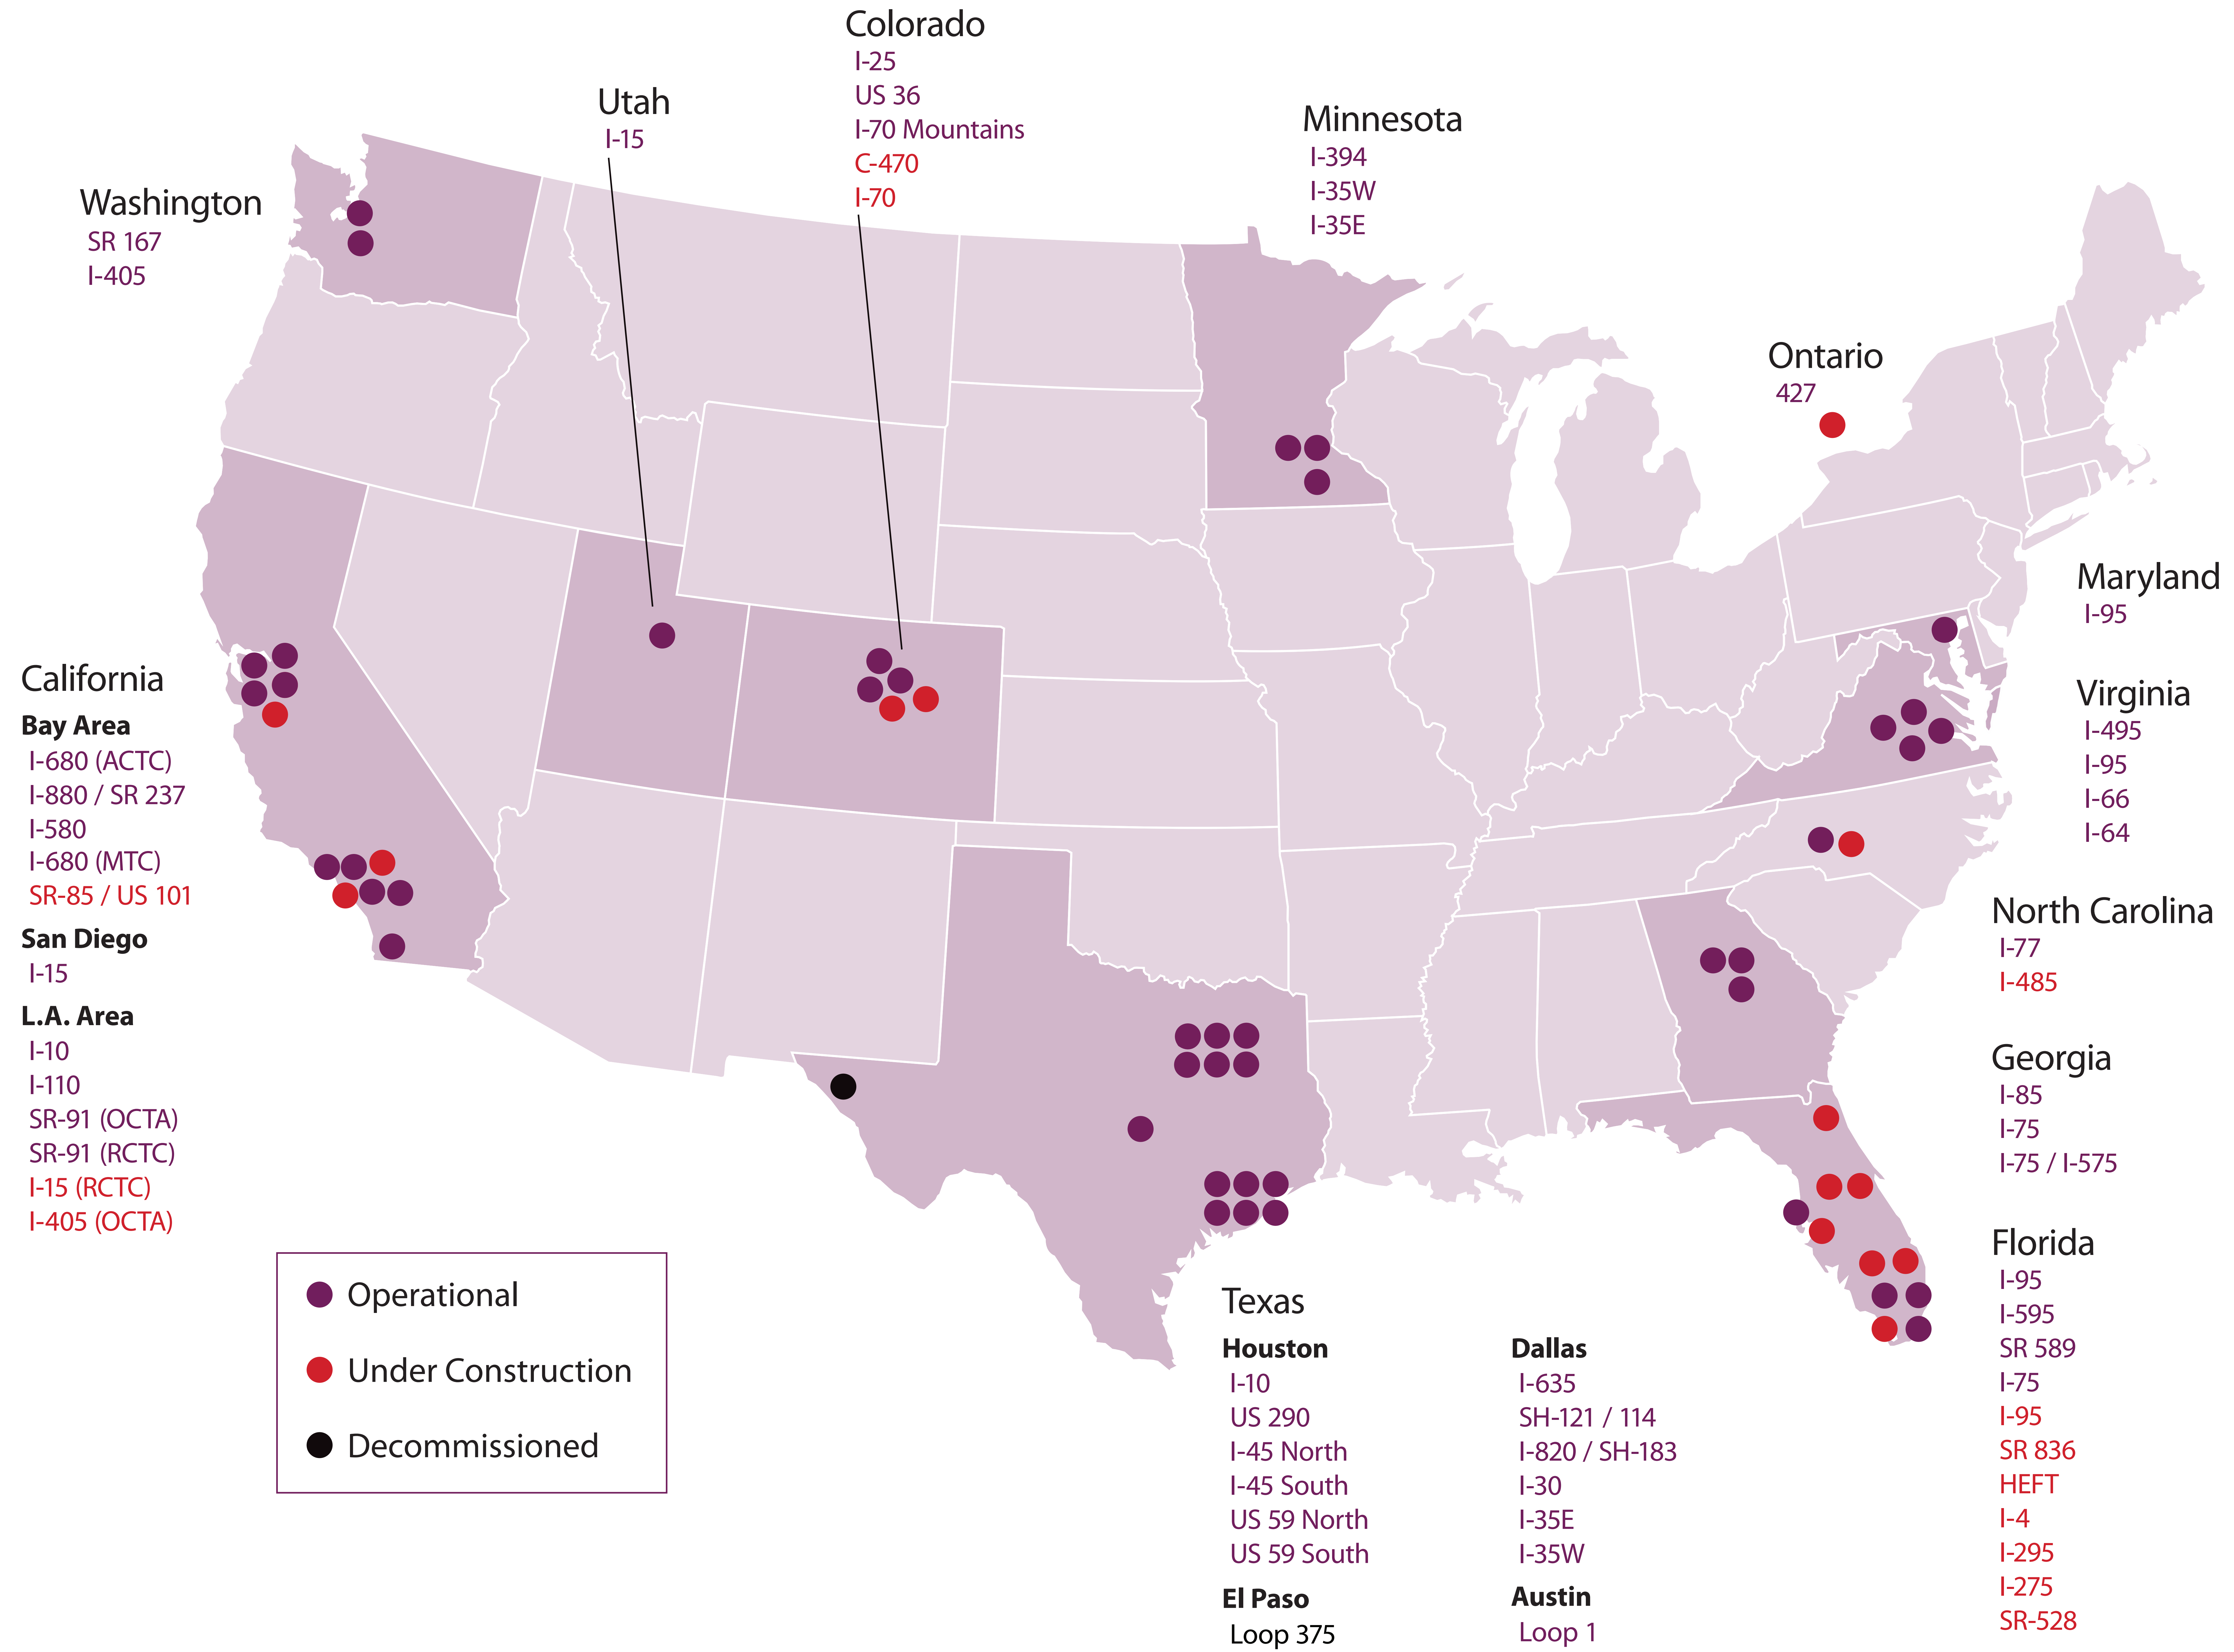 Colorado
I-25
US 36
I-70 Mountains
C-470
I-70
Utah
I-15
Minnesota
I-394
I-35W
I-35E
Washington
SR 167
I-405
Ontario
427
Maryland
I-95
Virginia
I-495
I-95
I-66
I-64
California
Bay Area
I-680 (ACTC)
I-880 / SR 237
I-580
I-680 (MTC)
SR-85 / US 101
San Diego
I-15
L.A. Area
I-10
I-110
SR-91 (OCTA)
SR-91 (RCTC)
I-15 (RCTC)
I-405 (OCTA)
North Carolina
I-77
I-485
Georgia
I-85
I-75
I-75 / I-575
Florida
I-95
I-595
SR 589
I-75
I-95
SR 836
HEFT
I-4
I-295
I-275
SR-528
Operational
Under Construction
Decommissioned
Texas
Houston
I-10
US 290
I-45 North
I-45 South
US 59 North
US 59 South
El Paso
Loop 375
Dallas
I-635
SH-121 / 114
I-820 / SH-183
I-30
I-35E
I-35W
Austin
Loop 1